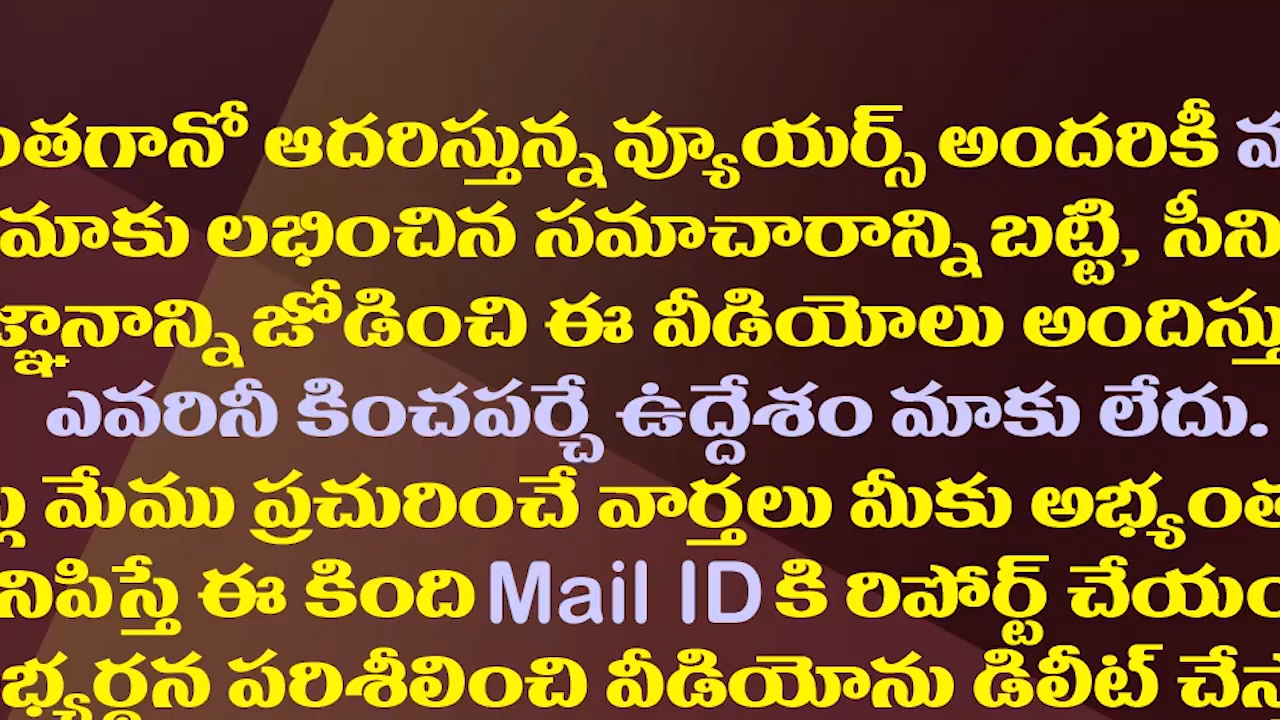 ఆదరిస్తున్న వ్యూయర్స్ అందరికీ
మాకు లభించిన సమాచారాన్ని బట్టి,
జోడించి ఈ వీడియోలు
ఎవరినీ కించపర్చే ఉద్దేశం మాకు లేదు.
మేము ప్రచురించే వార్తలు మీకు
ఈ కింది Mail ID కి రిపోర్ట్
పరిశీలించి వీడియోను డిలీట్